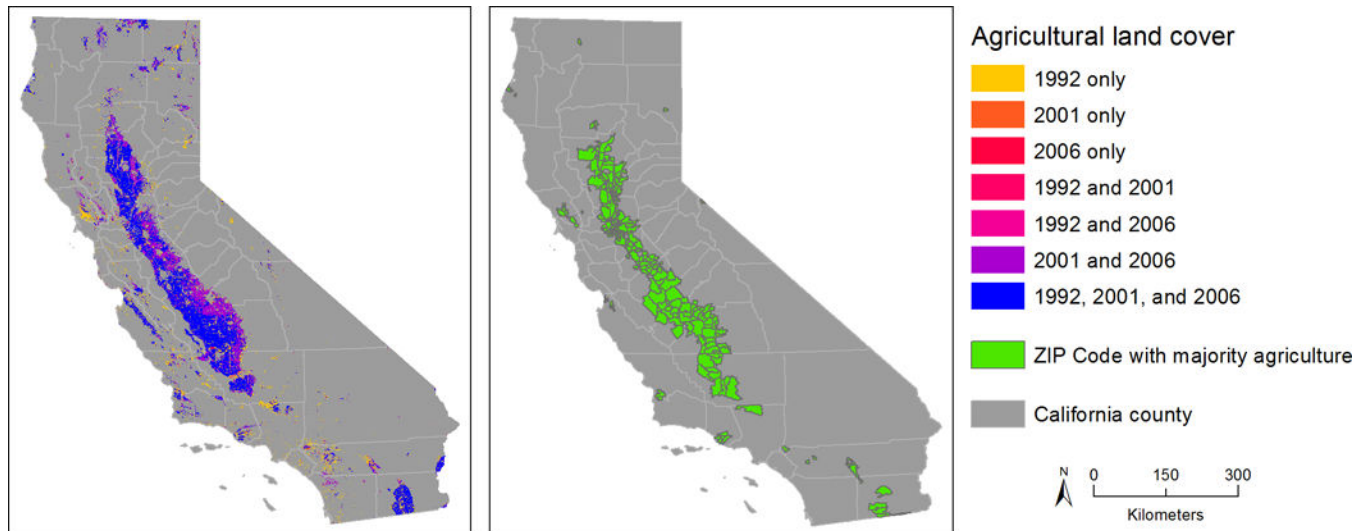 Agricultural land cover
1992 only
2001 only
2006 only
1992 and 2001
1992 and 2006
2001 and 2006
1992, 2001, and 2006
ZIP Code with majority agriculture
California county
N
0 150 300
Kilometers